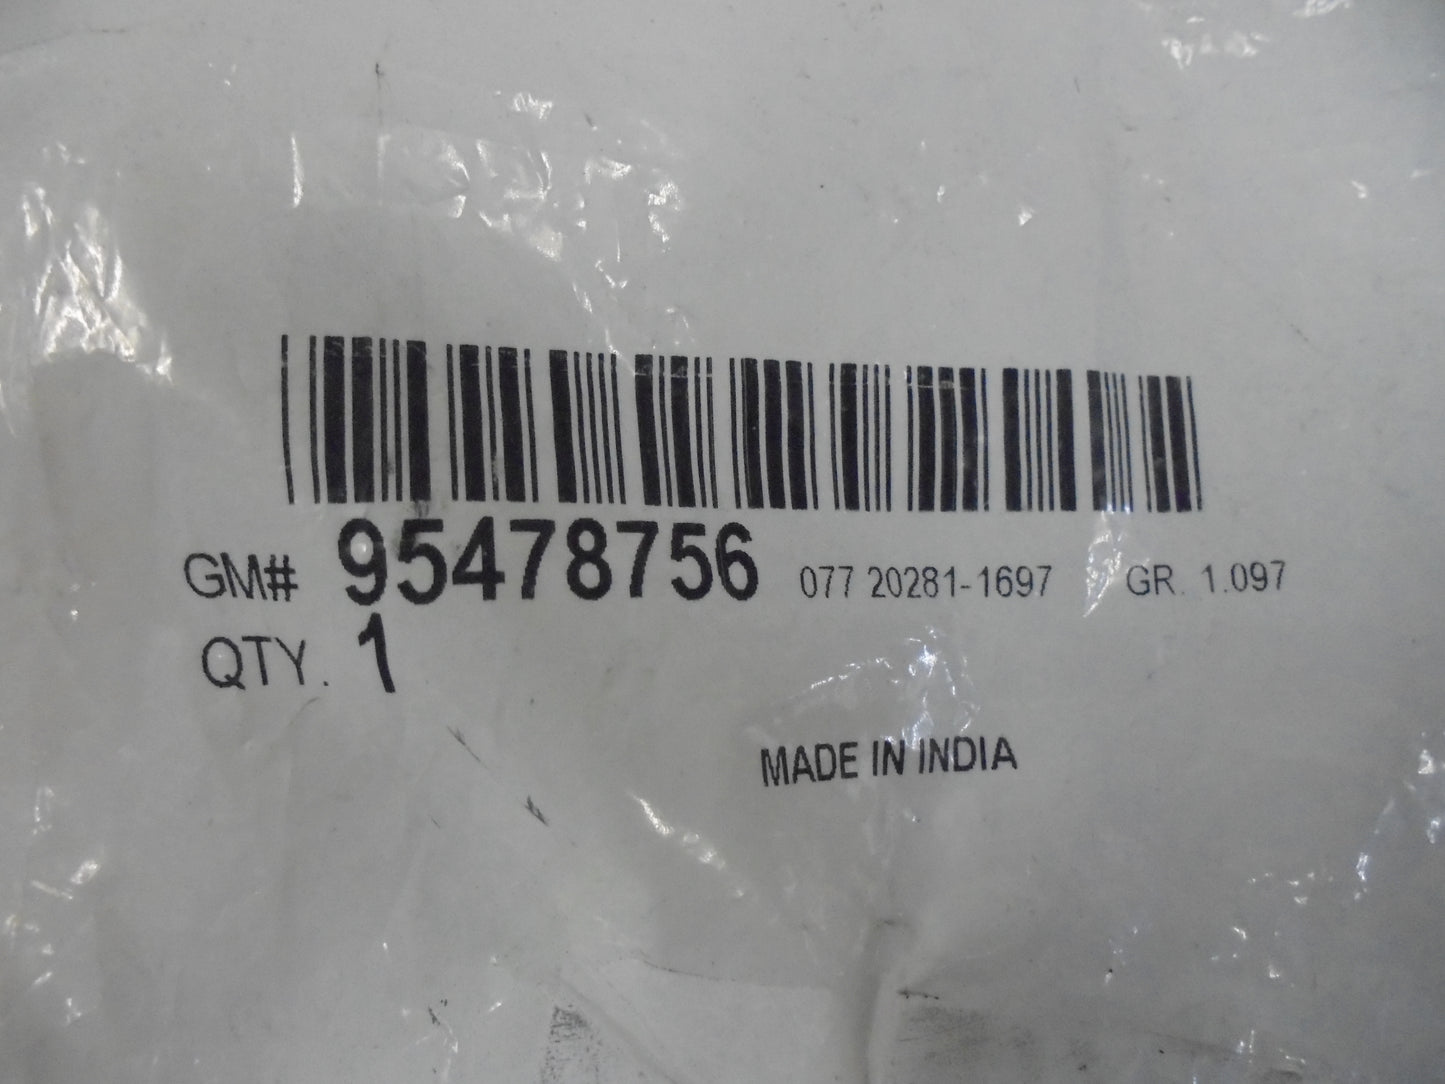 GM# 95478756 077 20281-1697 GR. 1.097
QTY. 1
MADE IN INDIA